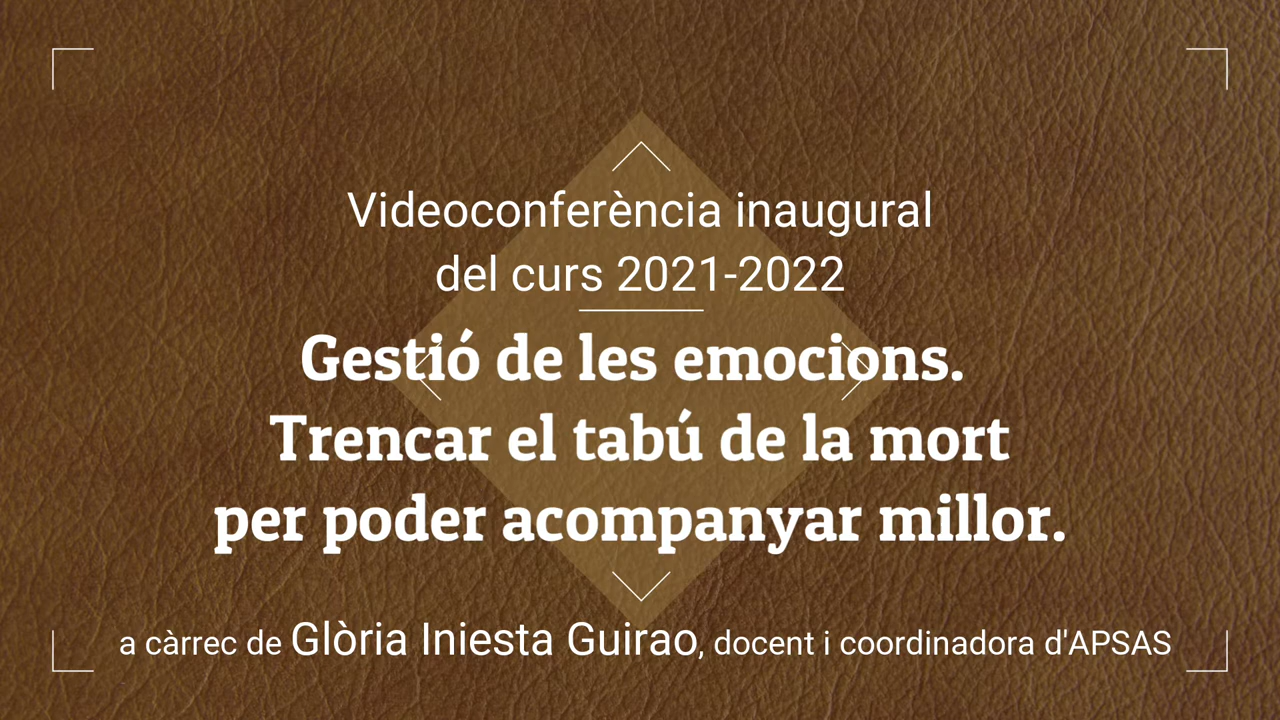 Videoconferència inaugural
del curs 2021-2022
Gestió de les emocions.
Trencar el tabú de la mort
per poder acompanyar millor.
a càrrec de Glòria Iniesta Guirao, docent i coordinadora d'APSAS